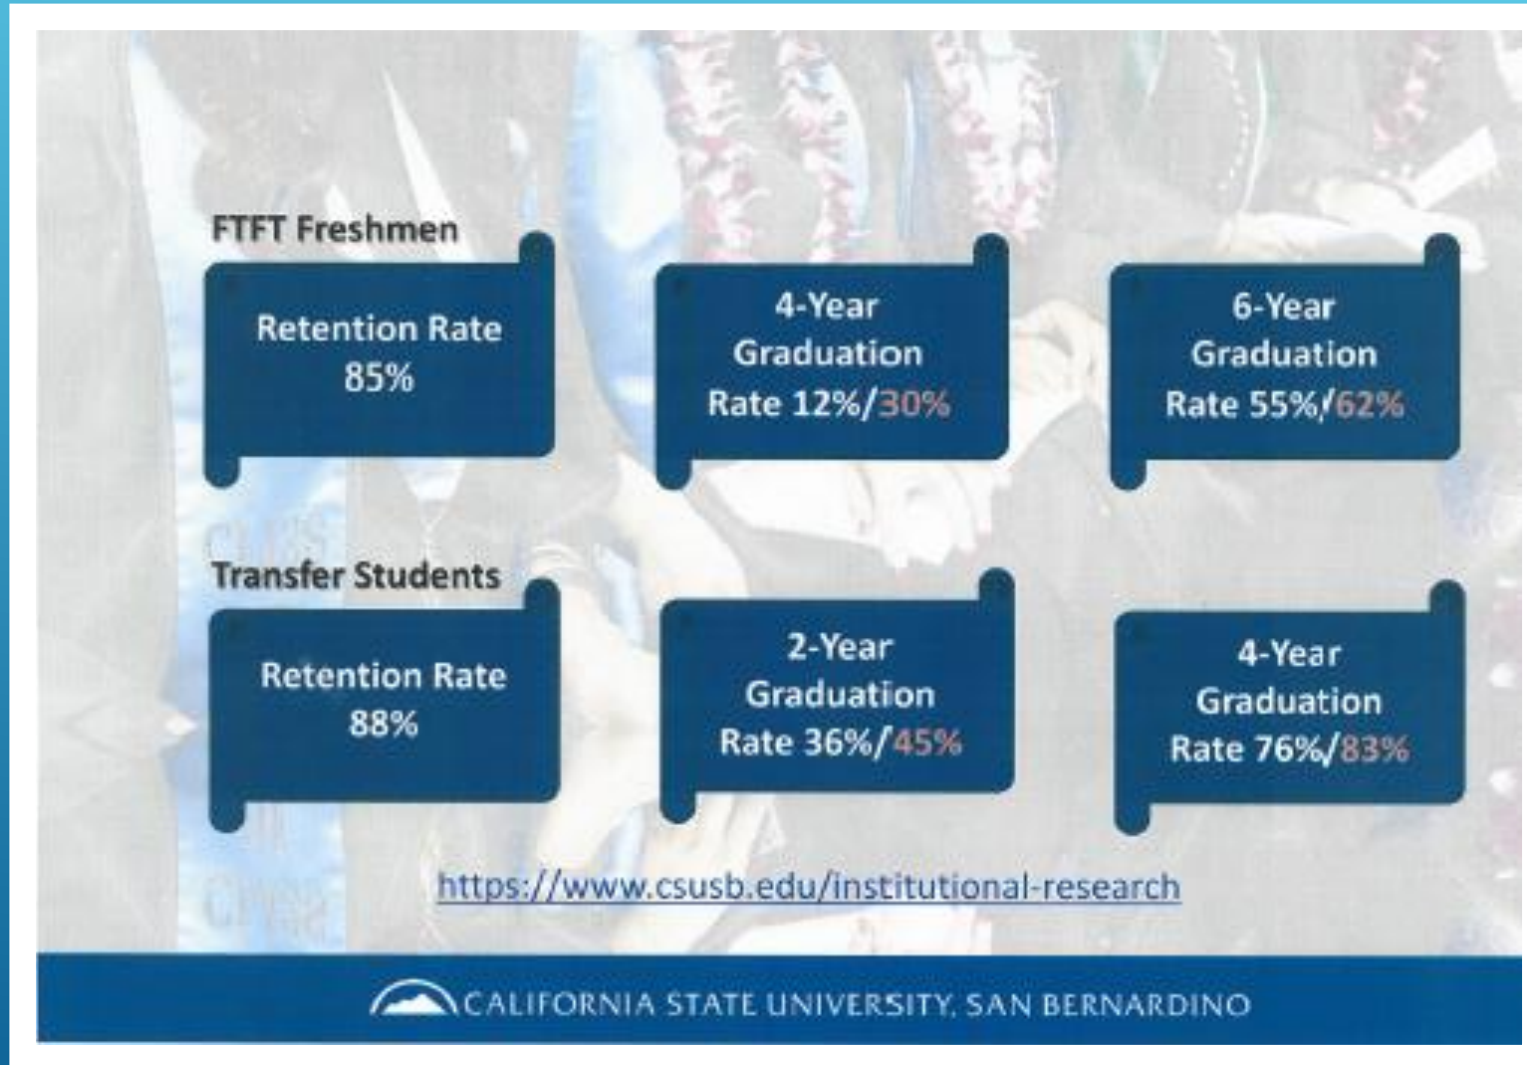 FTFT Freshmen
Retention Rate
85%
4-Year
Graduation
Rate 12%/30%
6-Year
Graduation
Rate 55%/62%
Transfer Students
Retention Rate
88%
2-Year
Graduation
Rate 36%/45%
4-Year
Graduation
Rate 76%/83%
https://www.csusb.edu/institutional-research
CALIFORNIA STATE UNIVERSITY, SAN BERNARDINO